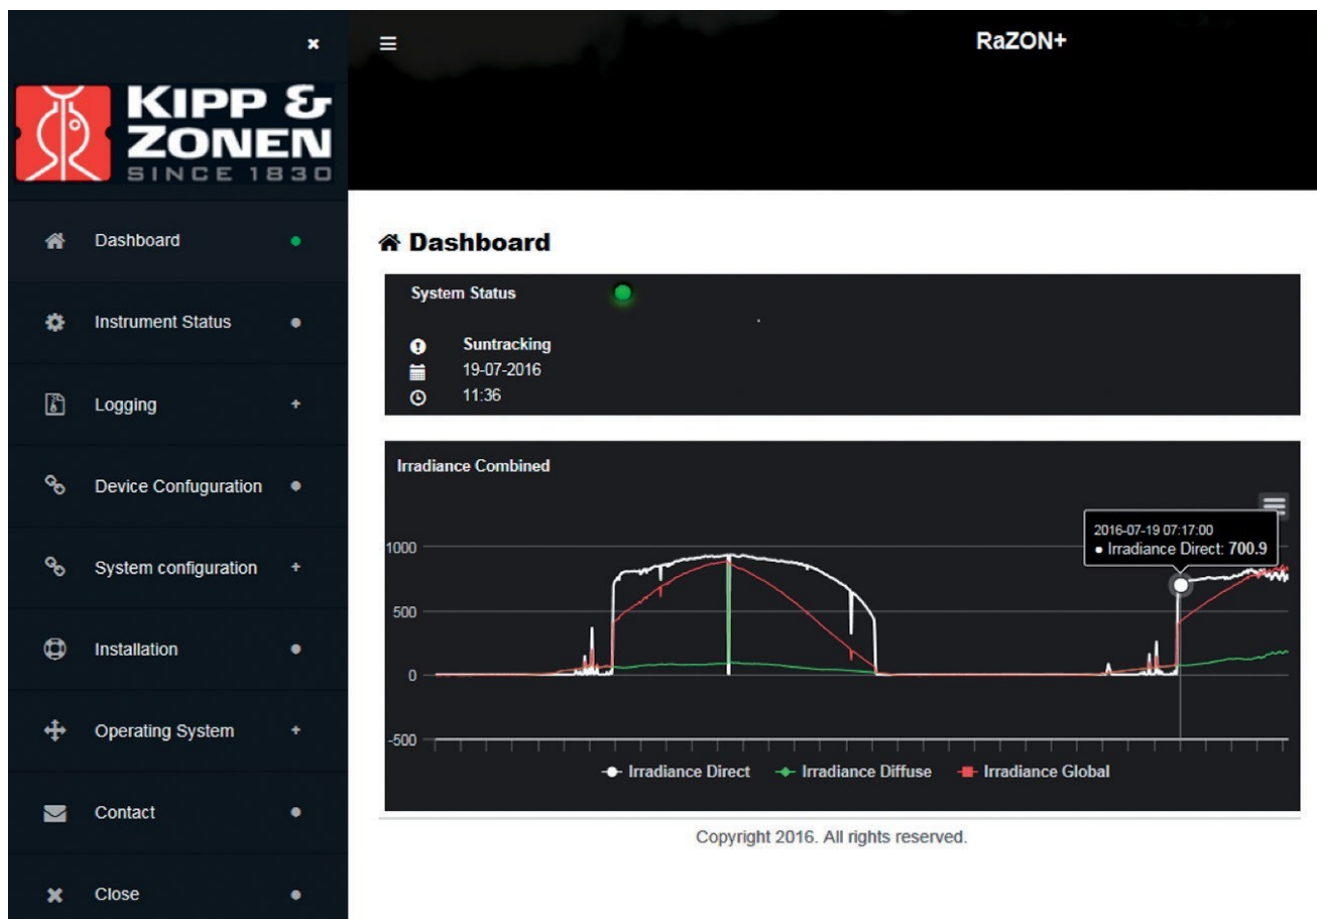 RaZON+
KIPP &
ZONEN
SINCE 1830
Dashboard
Instrument Status
Logging
Device Confuguration
System configuration
Installation
Operating System
Contact
Close
Dashboard
System Status
Suntracking
19-07-2016
11:36
Irradiance Combined
2016-07-19 07:17:00
Irradiance Direct: 700.9
1000
500
0
-500
Irradiance Direct Irradiance Diffuse Irradiance Global
Copyright 2016. All rights reserved.